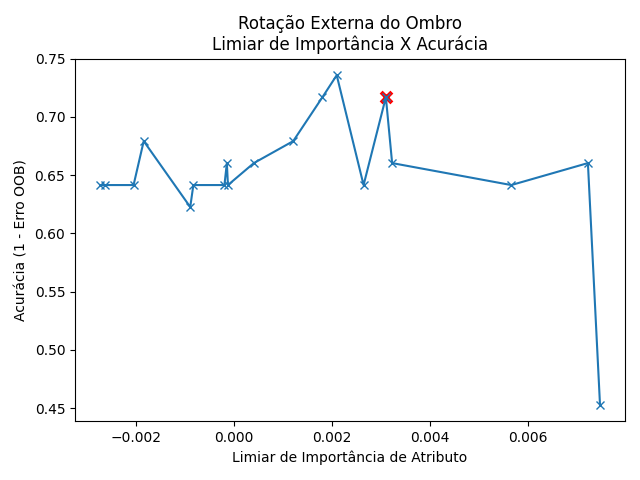 Rotação Externa do Ombro
Limiar de Importância X Acurácia
0.75
0.70
0.65
0.60
0.55
0.50
0.45
Acurácia (1 - Erro OOB)
−0.002 0.000 0.002 0.004 0.006
Limiar de Importância de Atributo